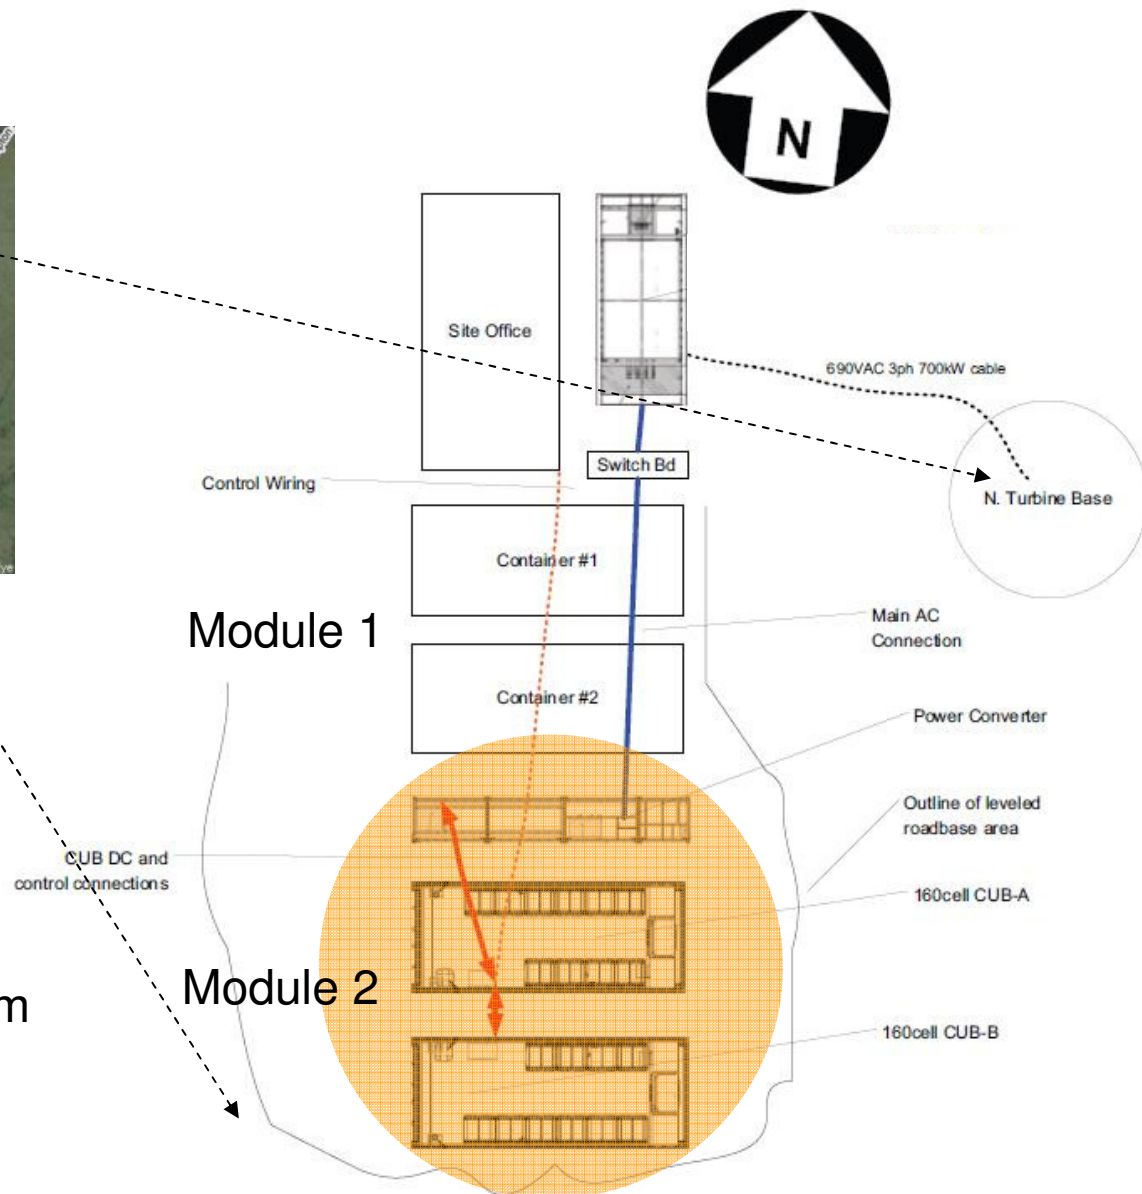 N
Site Office
690VAC 3ph 700kW cable
Switch Bd
Control Wiring
N. Turbine Base
Container #1
Module 1
Main AC
Connection
Container #2
Power Converter
Outline of leveled
roadbase area
CUB DC and
control connections
160cell CUB-A
Module 2
m
160cell CUB-B